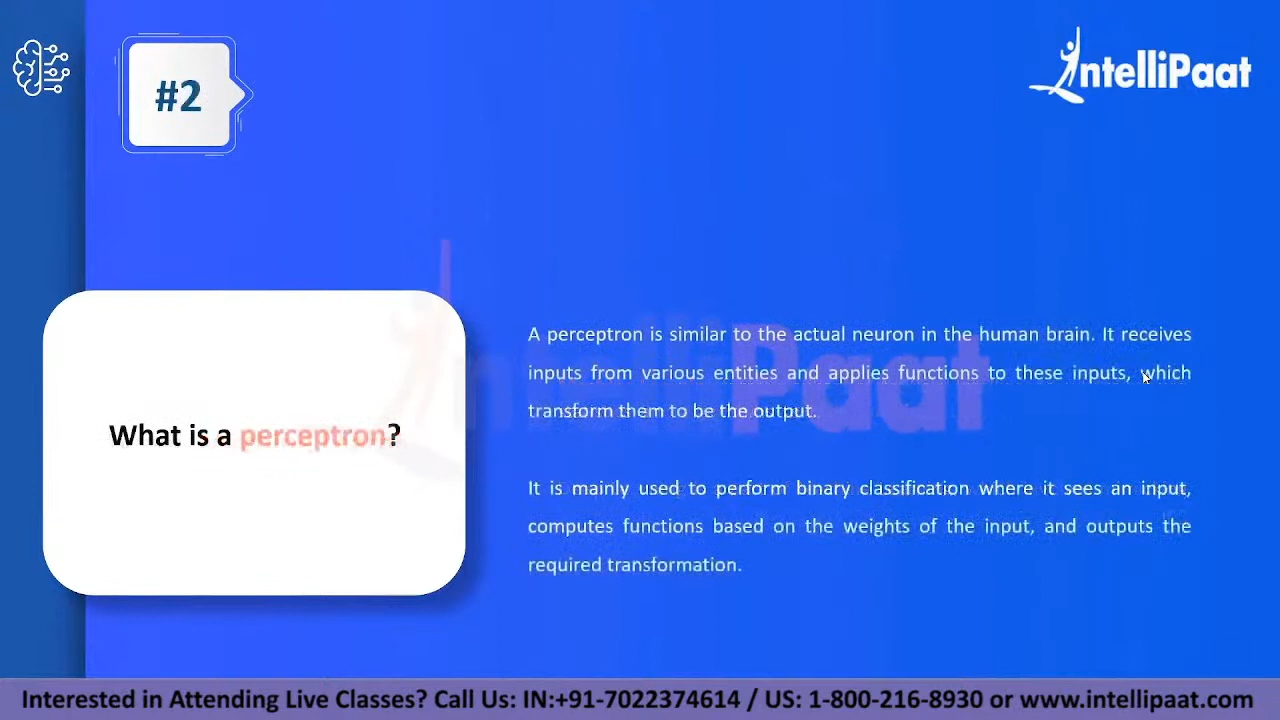 #2
IntelliPaat
What is a perceptron?
A perceptron is similar to the actual neuron in the human brain. It receives
inputs from various entities and applies functions to these inputs, which
transform them to be the output.
It is mainly used to perform binary classification where it sees an input,
computes functions based on the weights of the input, and outputs the
required transformation.
IntelliPaat
Interested in Attending Live Classes? Call Us: IN:+91-7022374614 / US: 1-800-216-8930 or www.intellipaat.com